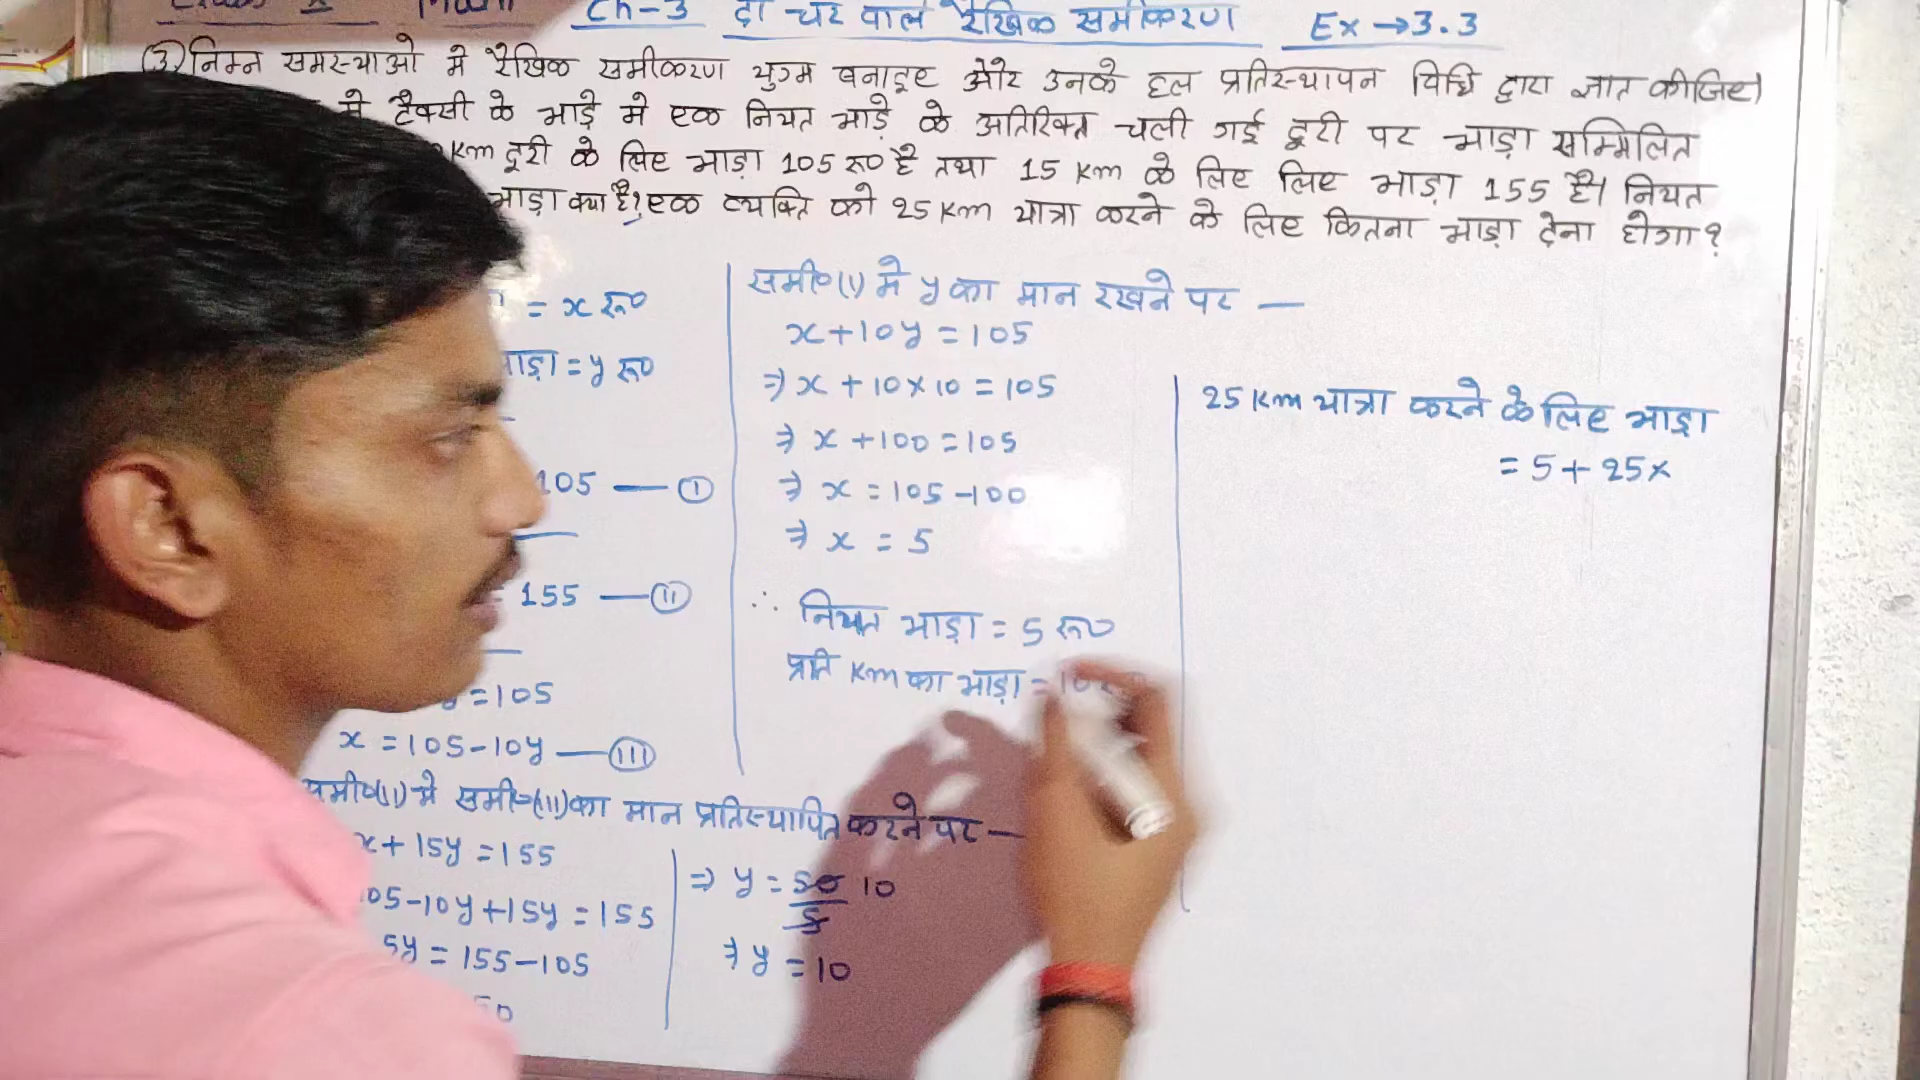 Ch-3 दो चर वाले रैखिक समीकरण Ex→3.3
(3) निम्न समस्याओ मे रैखिक समीकरण युग्म बनाइए और उनके हल प्रतिस्थापन विधि द्वारा ज्ञात कीजिए।
मे टैक्सी के भाड़े मे एक नियत भाड़े के अतिरिक्त चली गई दूरी पर भाड़ा सम्मिलित
Km दूरी के लिए भाड़ा 105 रू० है तथा 15 Km के लिए लिए भाड़ा 155 है। नियत
भाड़ा क्या है? एक व्यक्ति को 25 Km यात्रा करने के लिए कितना भाड़ा देना होगा?
= x रू०
भाड़ा = y रू०
105 — (I)
155 — (II)
y = 105
x = 105-10y — (III)
समी०(II) मे समी०(III) का मान प्रतिस्थापित करने पर —
x + 15y = 155
05-10y+15y = 155
5y = 155-105
50
⇒ y = 50/5 10
⇒ y = 10
समी०(I) मे y का मान रखने पर —
x+10y = 105
⇒ x + 10×10 = 105
⇒ x + 100 = 105
⇒ x = 105-100
⇒ x = 5
∴ नियत भाड़ा = 5 रू०
प्रति Km का भाड़ा = 10
25 Km यात्रा करने के लिए भाड़ा
= 5 + 25×